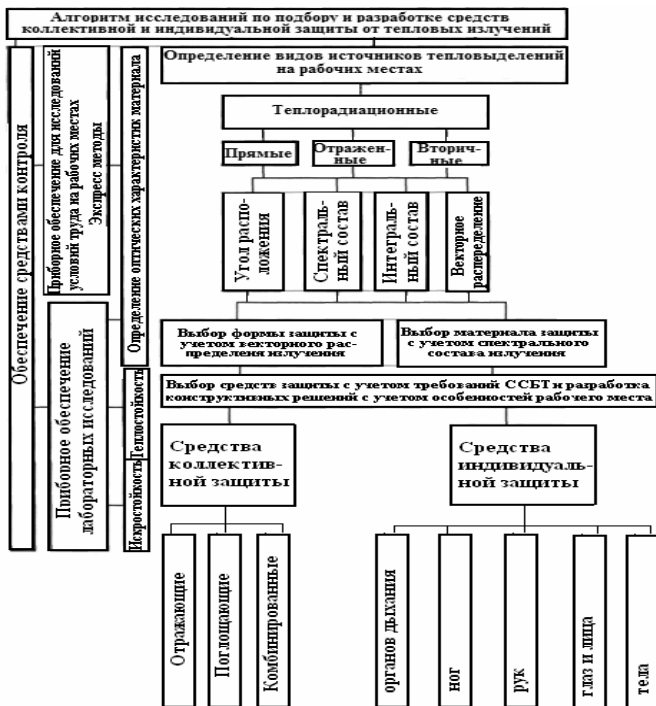 Алгоритм исследований по подбору и разработке средств
коллективной и индивидуальной защиты от тепловых излучений
Обеспечение средствами контроля
Приборное обеспечение для исследований
условий труда на рабочих местах
Экспресс методы
Определение оптических характеристик материала
Приборное обеспечение
лабораторных исследований
Теплостойкость
Искростойкость
Определение видов источников тепловыделений
на рабочих местах
Теплорадиационные
Прямые
Отражен-
ные
Вторич-
ные
Угол распо-
ложения
Спектраль-
ный состав
Интеграль-
ный состав
Векторное
распределение
Выбор формы защиты с
учетом векторного рас-
пределеня излучения
Выбор материала защиты
с учетом спектрального
состава излучения
Выбор средств защиты с учетом требований ССБТ и разработка
конструктивных решений с учетом особенностей рабочего места
Средства
коллектив-
ной защиты
Средства
индивидуаль-
ной защиты
Отражающие
Поглощающие
Комбинированные
органов дыхания
ног
рук
глаз и лица
тела